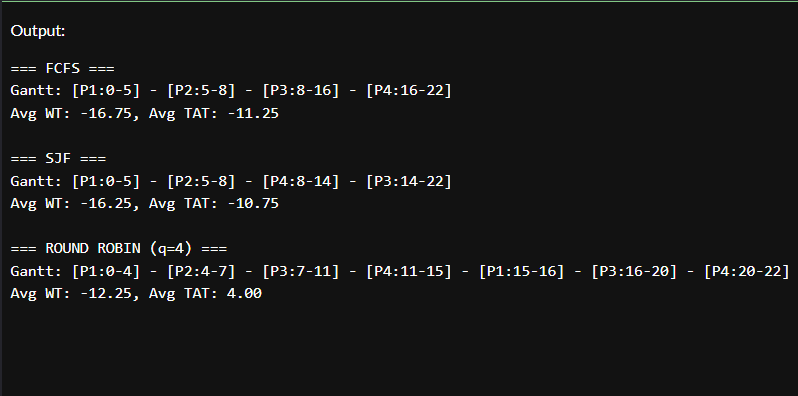 Output:
=== FCFS ===
Gantt: [P1:0-5] - [P2:5-8] - [P3:8-16] - [P4:16-22]
Avg WT: -16.75, Avg TAT: -11.25
=== SJF ===
Gantt: [P1:0-5] - [P2:5-8] - [P4:8-14] - [P3:14-22]
Avg WT: -16.25, Avg TAT: -10.75
=== ROUND ROBIN (q=4) ===
Gantt: [P1:0-4] - [P2:4-7] - [P3:7-11] - [P4:11-15] - [P1:15-16] - [P3:16-20] - [P4:20-22]
Avg WT: -12.25, Avg TAT: 4.00